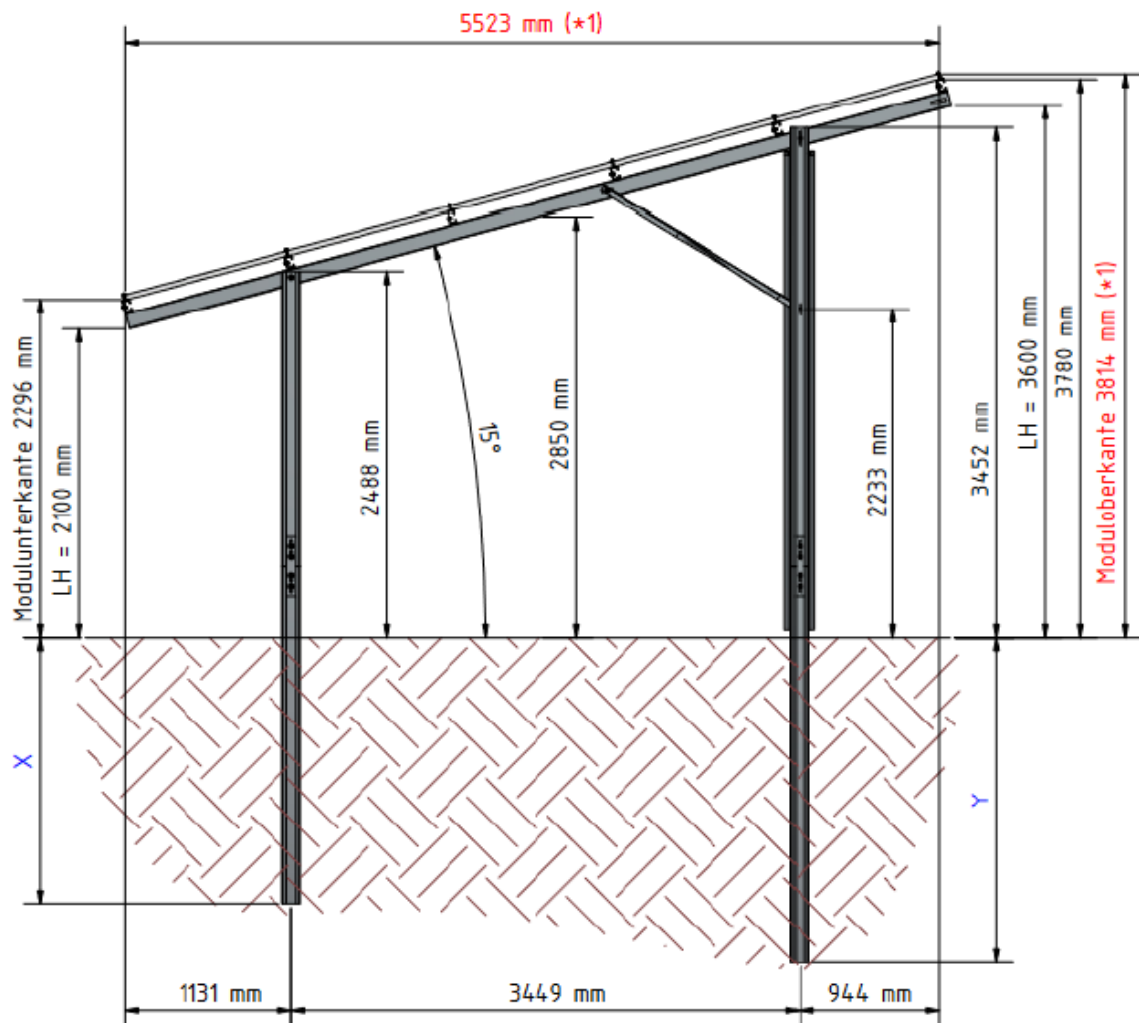 5523 mm (*1)
Modulunterkante 2296 mm
LH = 2100 mm
2488 mm
15°
2850 mm
2233 mm
3452 mm
LH = 3600 mm
3780 mm
Moduloberkante 3814 mm (*1)
X
Y
1131 mm
3449 mm
944 mm